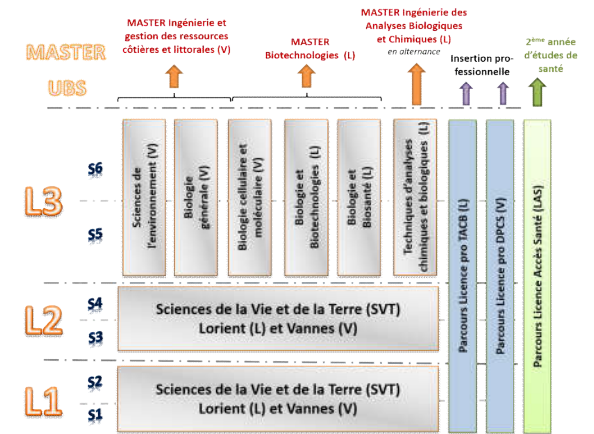 MASTER
UBS
MASTER Ingénierie et
gestion des ressources
côtières et littorales (V)
MASTER
Biotechnologies (L)
MASTER Ingénierie des
Analyses Biologiques
et Chimiques (L)
en alternance
Insertion pro-
fessionnelle
2ème année
d'études de
santé
L3
S6
S5
Sciences de
l'environnement (V)
Biologie
générale (V)
Biologie cellulaire et
moléculaire (V)
Biologie et
Biotechnologies (L)
Biologie et
Biosanté (L)
Techniques d'analyses
chimiques et biologiques (L)
Parcours Licence pro TACB (L)
Parcours Licence pro DPCS (V)
Parcours Licence Accès Santé (LAS)
L2
S4
S3
Sciences de la Vie et de la Terre (SVT)
Lorient (L) et Vannes (V)
L1
S2
S1
Sciences de la Vie et de la Terre (SVT)
Lorient (L) et Vannes (V)